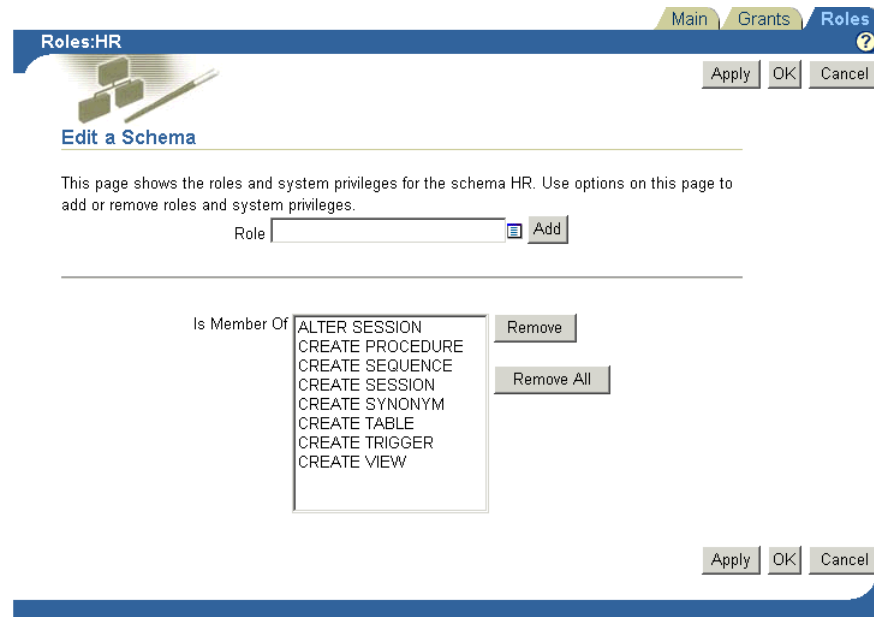 Main Grants Roles
Roles:HR ?
Apply OK Cancel
Edit a Schema
This page shows the roles and system privileges for the schema HR. Use options on this page to
add or remove roles and system privileges.
Role Add
Is Member Of
ALTER SESSION
CREATE PROCEDURE
CREATE SEQUENCE
CREATE SESSION
CREATE SYNONYM
CREATE TABLE
CREATE TRIGGER
CREATE VIEW
Remove
Remove All
Apply OK Cancel